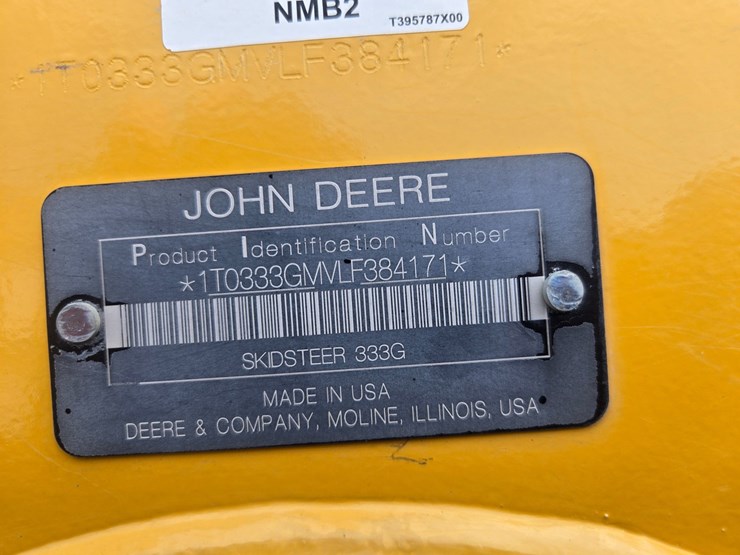 NMB2 T395787X00
*1T0333GMVLF384171*
JOHN DEERE
Product Identification Number
*1T0333GMVLF384171*
SKIDSTEER 333G
MADE IN USA
DEERE & COMPANY, MOLINE, ILLINOIS, USA